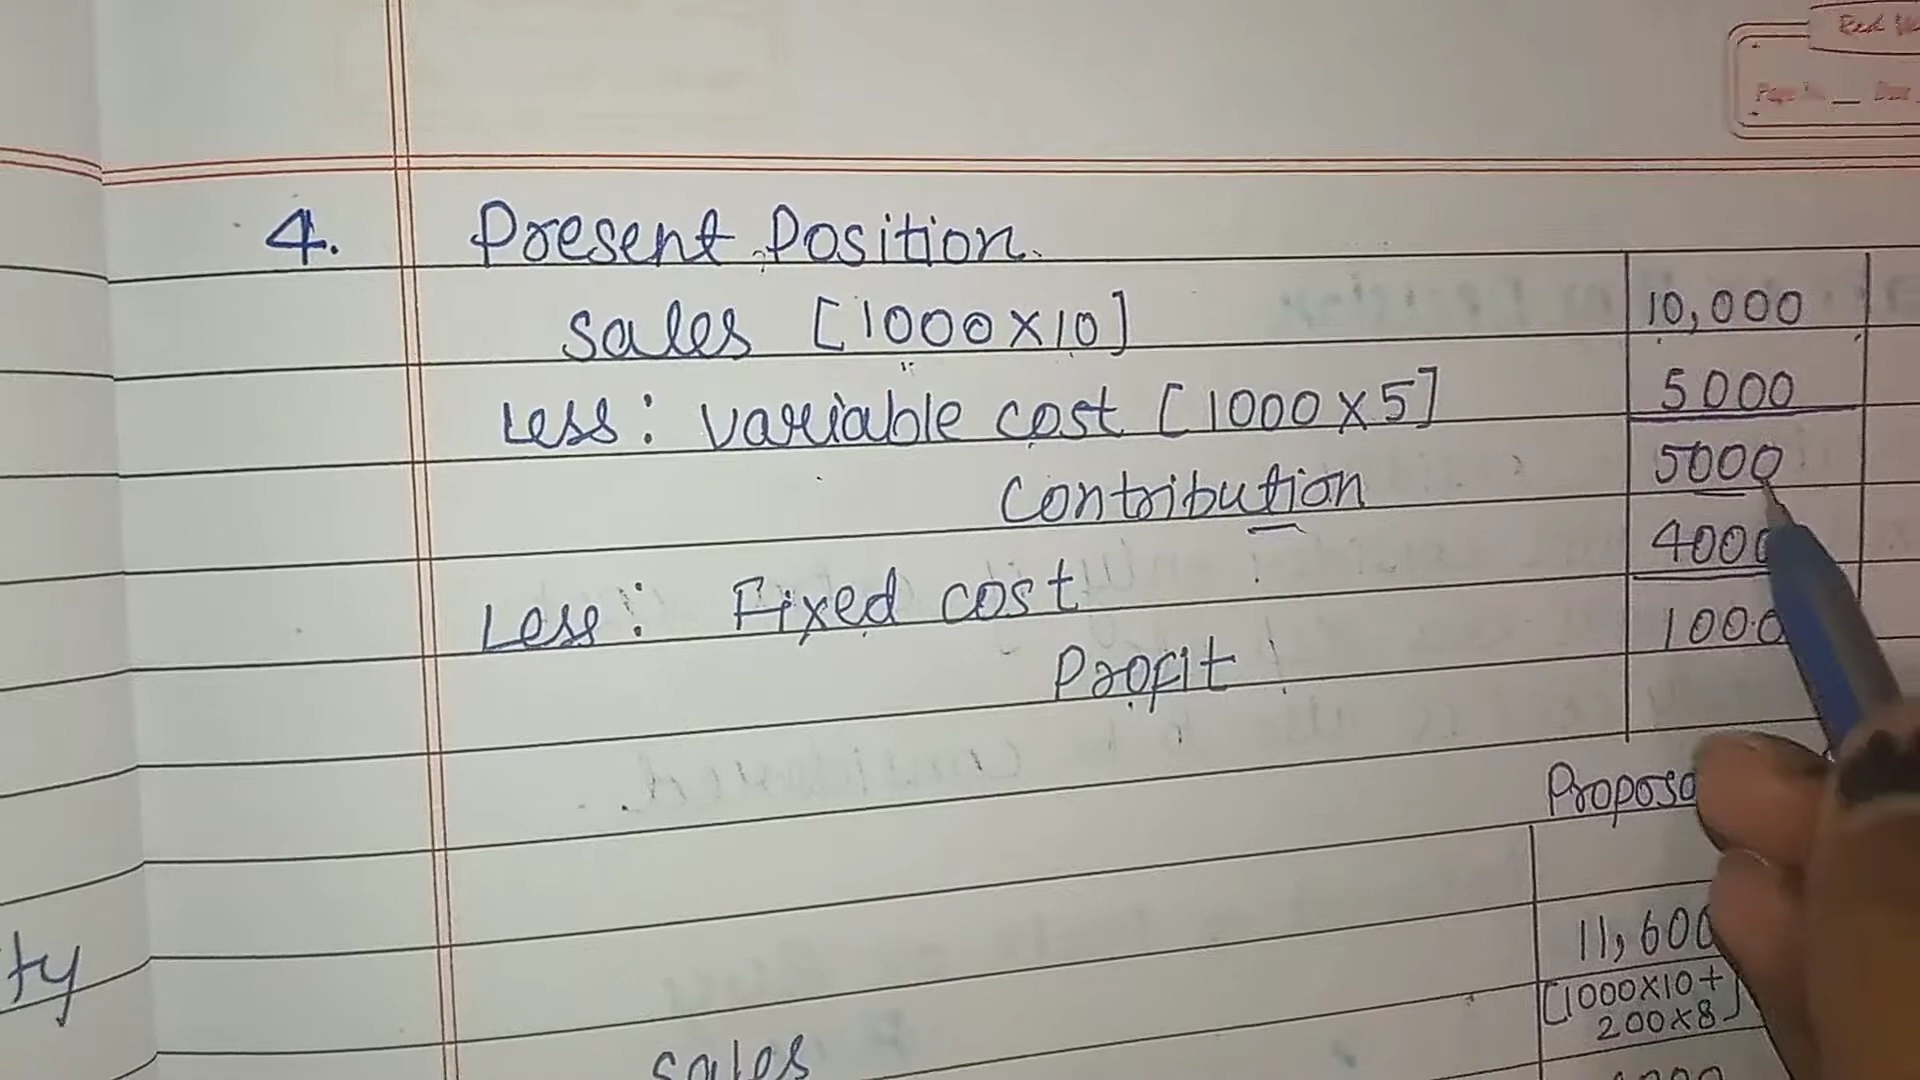 4. Present Position.
Sales [1000×10] 10,000
Less: Variable cost [1000×5] 5000
Contribution 5000
Less: Fixed cost 4000
Profit 1000
11,600
[1000×10+
200×8]
ty
Sales